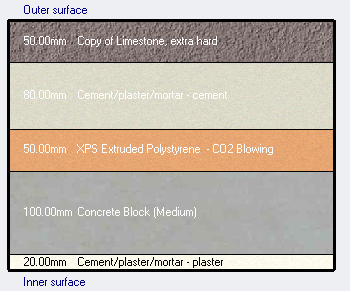 Outer surface
50.00mm Copy of Limestone, extra hard
80.00mm Cement/plaster/mortar - cement
50.00mm XPS Extruded Polystyrene - CO2 Blowing
100.00mm Concrete Block (Medium)
20.00mm Cement/plaster/mortar - plaster
Inner surface